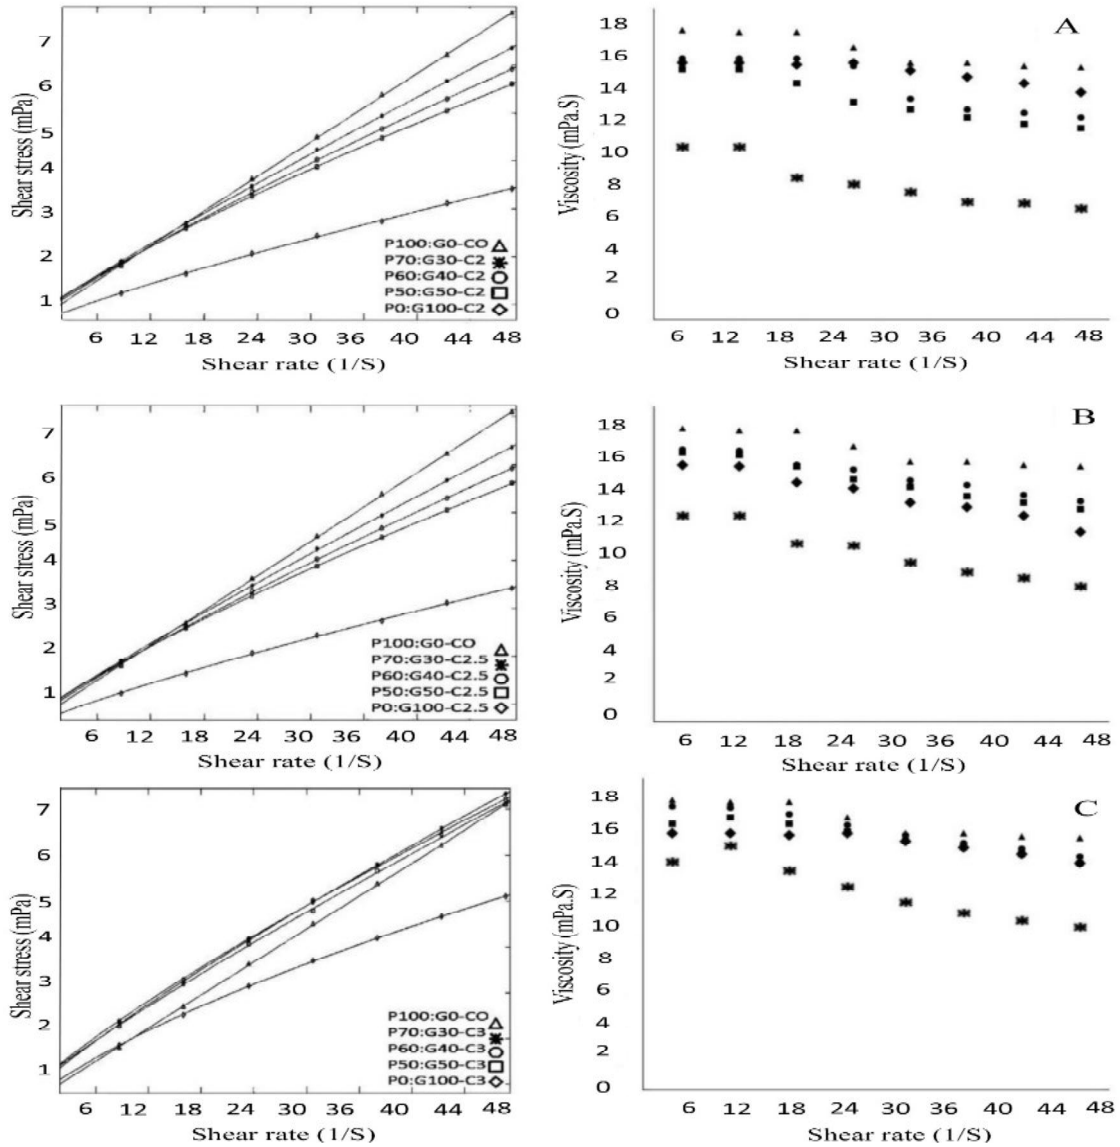 7
6
5
4
3
2
1
Shear stress (mPa)
P100:G0-CO
P70:G30-C2
P60:G40-C2
P50:G50-C2
P0:G100-C2
6 12 18 24 30 36 44 48
Shear rate (1/S)
A
18
16
14
12
10
8
6
4
2
0
Viscosity (mPa.S)
6 12 18 24 30 36 44 48
Shear rate (1/S)
7
6
5
4
3
2
1
Shear stress (mPa)
P100:G0-CO
P70:G30-C2.5
P60:G40-C2.5
P50:G50-C2.5
P0:G100-C2.5
6 12 18 24 30 36 44 48
Shear rate (1/S)
B
18
16
14
12
10
8
6
4
2
0
Viscosity (mPa.S)
6 12 18 24 30 36 44 48
Shear rate (1/S)
7
6
5
4
3
2
1
Shear stress (mPa)
P100:G0-CO
P70:G30-C3
P60:G40-C3
P50:G50-C3
P0:G100-C3
6 12 18 24 30 36 44 48
Shear rate (1/S)
C
18
16
14
12
10
8
6
4
2
0
Viscosity (mPa.S)
6 12 18 24 30 36 44 48
Shear rate (1/S)